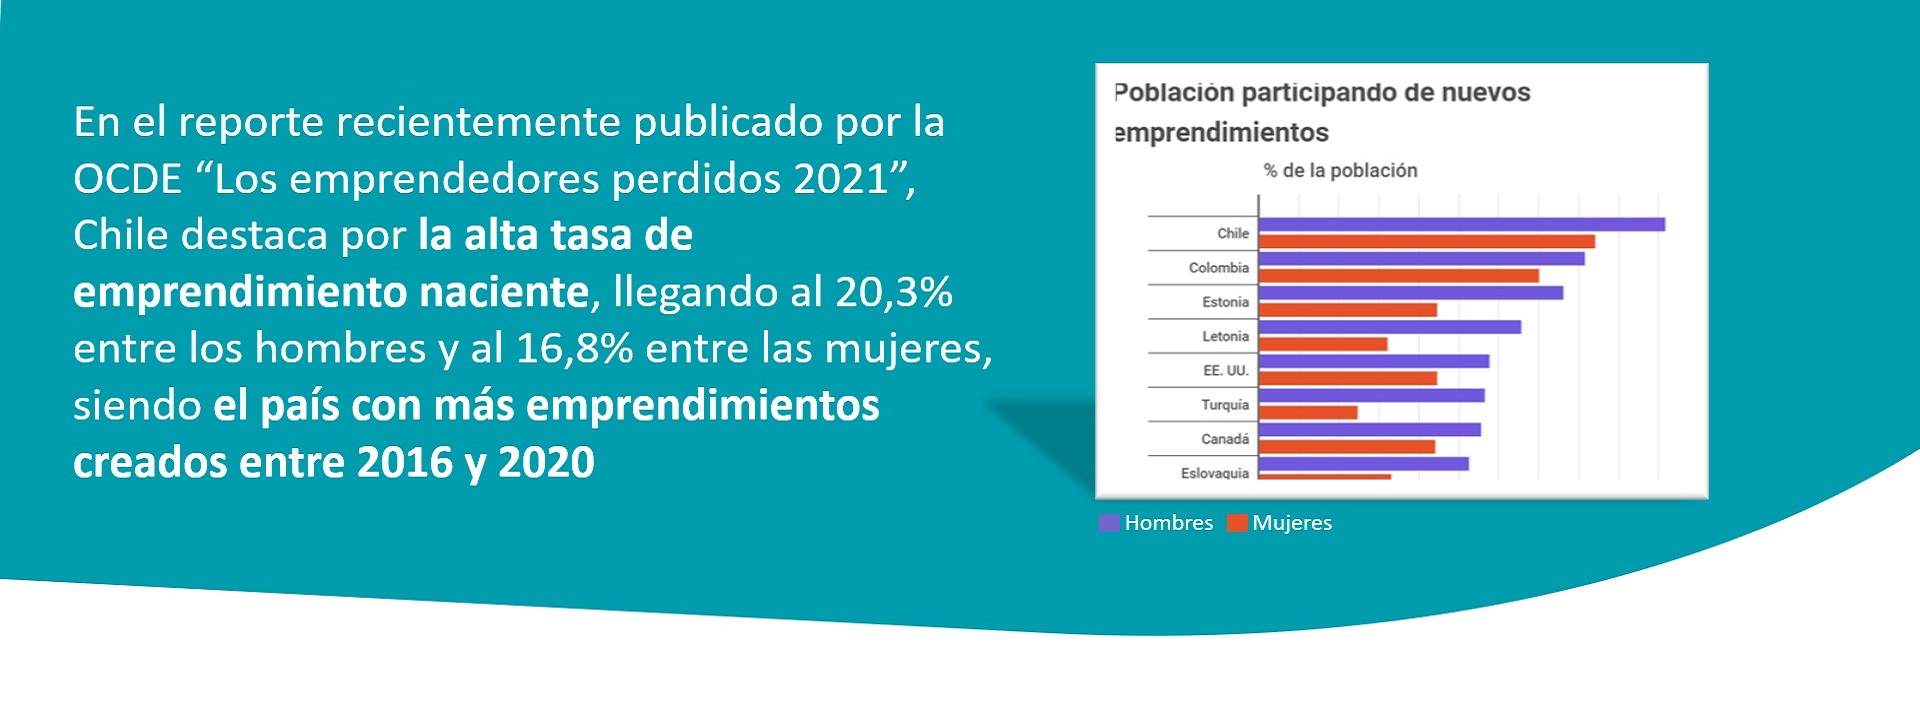 En el reporte recientemente publicado por la
OCDE “Los emprendedores perdidos 2021”,
Chile destaca por la alta tasa de
emprendimiento naciente, llegando al 20,3%
entre los hombres y al 16,8% entre las mujeres,
siendo el país con más emprendimientos
creados entre 2016 y 2020
Población participando de nuevos
emprendimientos
% de la población
Chile
Colombia
Estonia
Letonia
EE. UU.
Turquía
Canadá
Eslovaquia
Hombres Mujeres